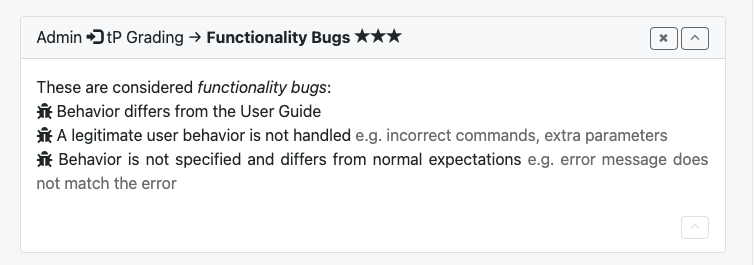 Admin tP Grading → Functionality Bugs ★★★
These are considered functionality bugs:
Behavior differs from the User Guide
A legitimate user behavior is not handled e.g. incorrect commands, extra parameters
Behavior is not specified and differs from normal expectations e.g. error message does
not match the error